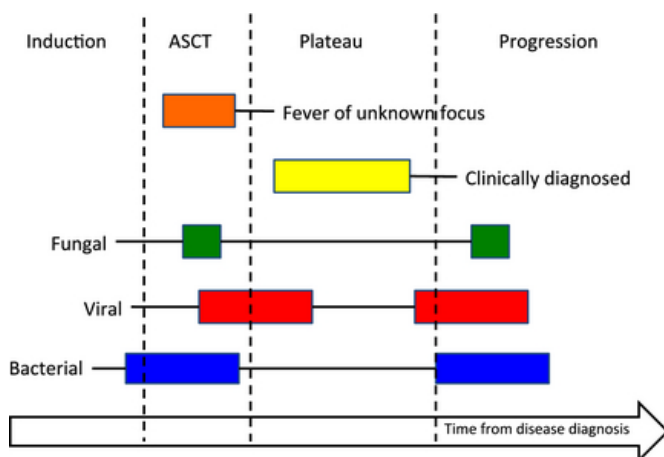 Induction
ASCT
Plateau
Progression
Fever of unknown focus
Clinically diagnosed
Fungal
Viral
Bacterial
Time from disease diagnosis